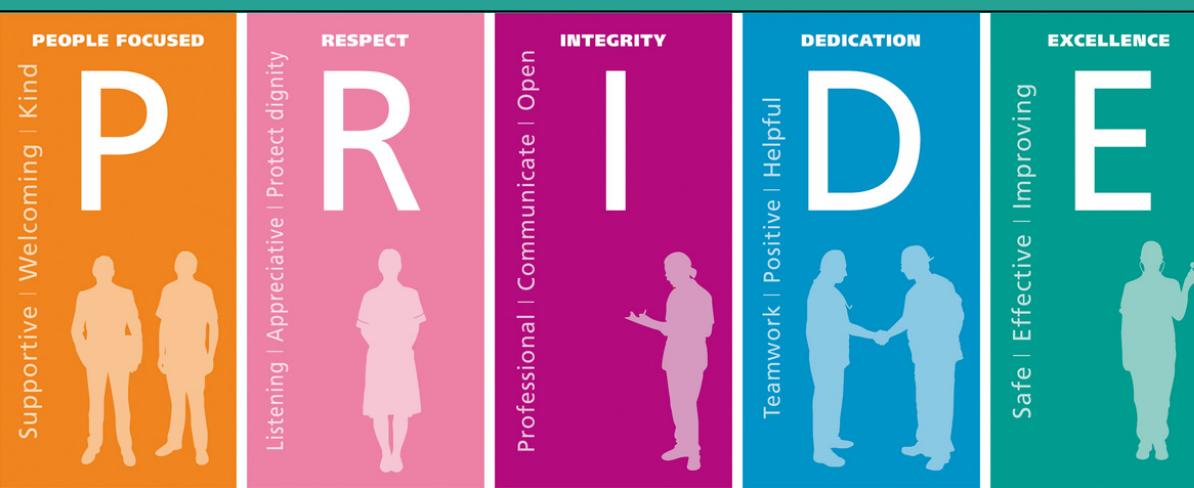 PEOPLE FOCUSED
P
Supportive | Welcoming | Kind
RESPECT
R
Listening | Appreciative | Protect dignity
INTEGRITY
I
Professional | Communicate | Open
DEDICATION
D
Teamwork | Positive | Helpful
EXCELLENCE
E
Safe | Effective | Improving